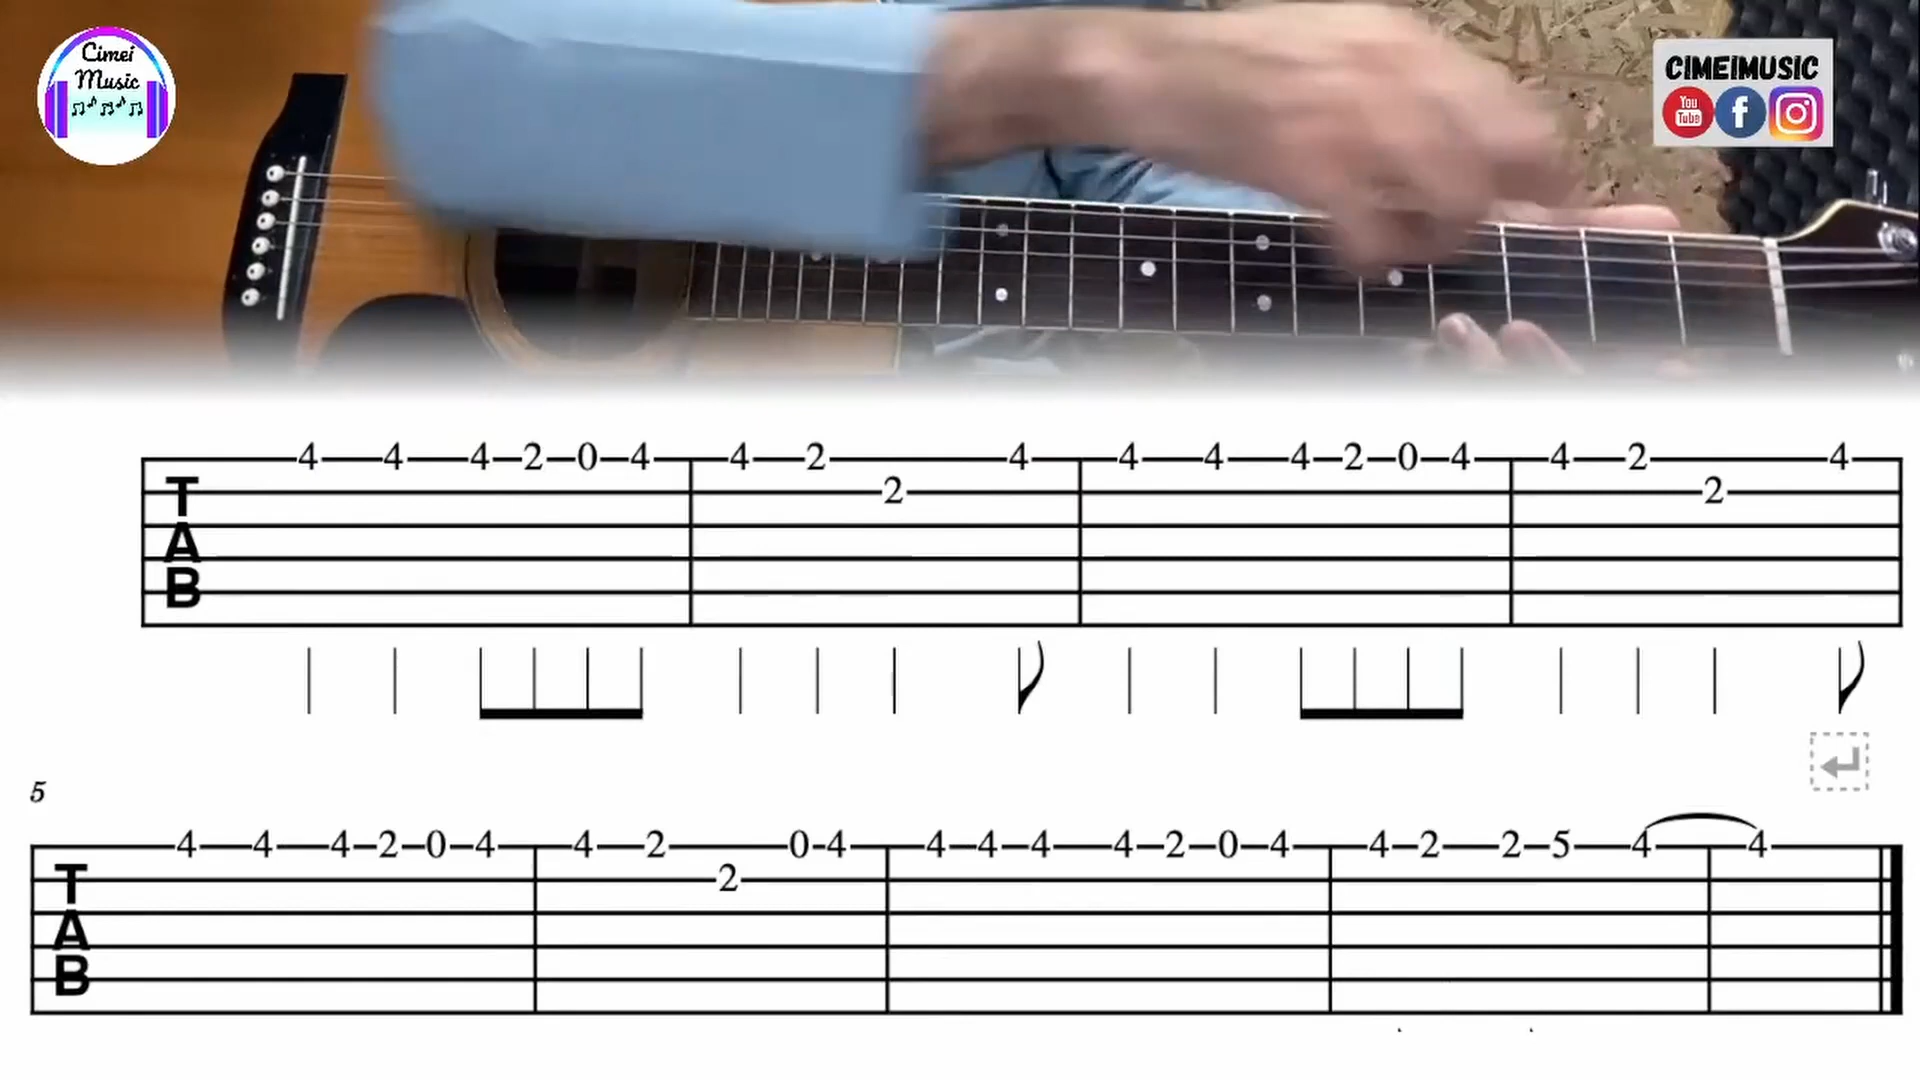 Cimei
Music
CIMEIMUSIC
You
Tube
f
4 4 4 2 0 4 4 2 4 4 4 4 2 0 4 4 2 4
T 2 2
A
B
5
4 4 4 2 0 4 4 2 0 4 4 4 4 4 2 0 4 4 2 2 5 4 4
T 2
A
B